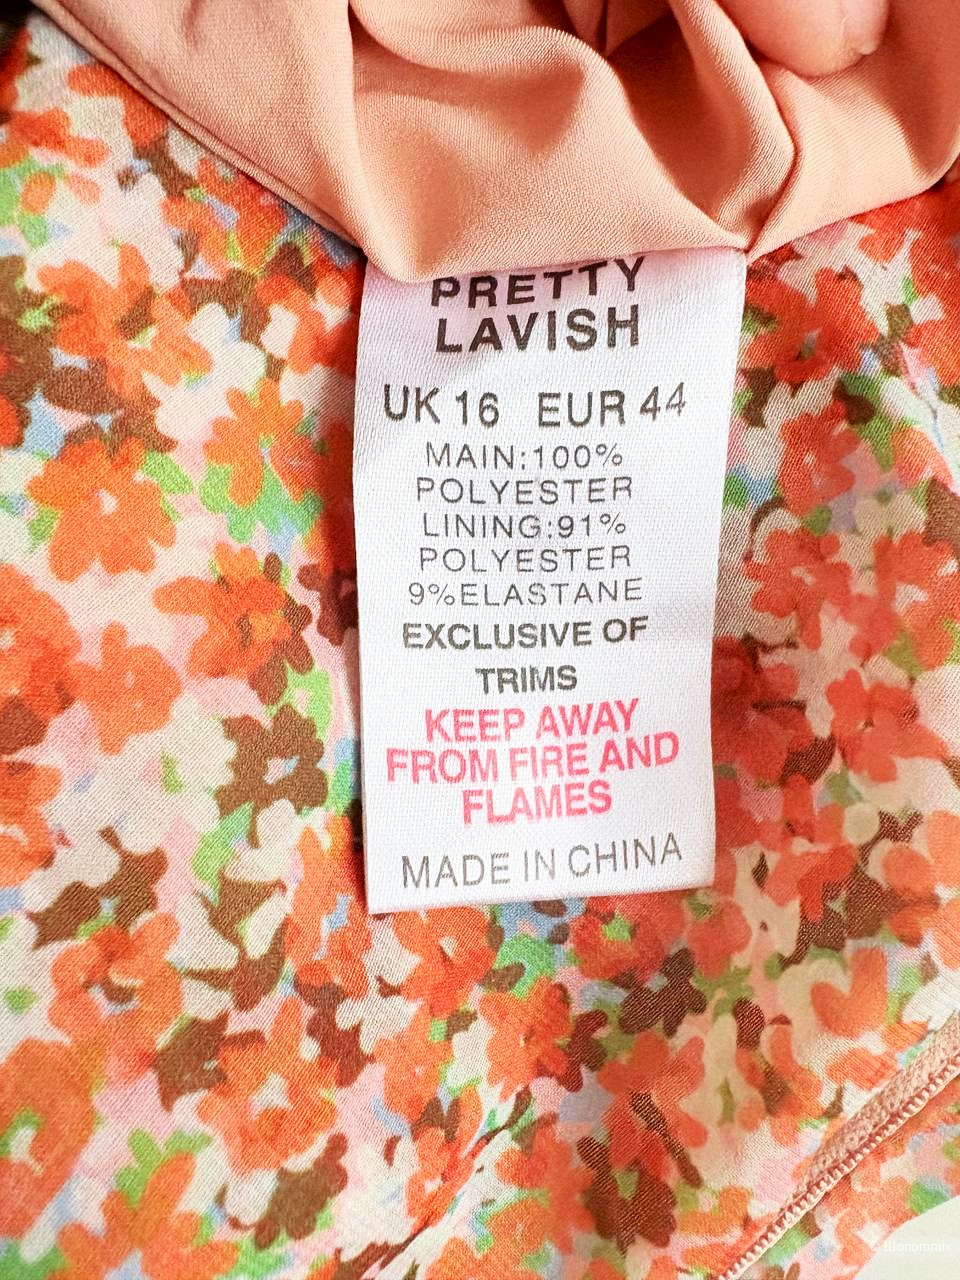 PRETTY
LAVISH
UK 16 EUR 44
MAIN:100%
POLYESTER
LINING:91%
POLYESTER
9%ELASTANE
EXCLUSIVE OF
TRIMS
KEEP AWAY
FROM FIRE AND
FLAMES
MADE IN CHINA
© Шопоголик